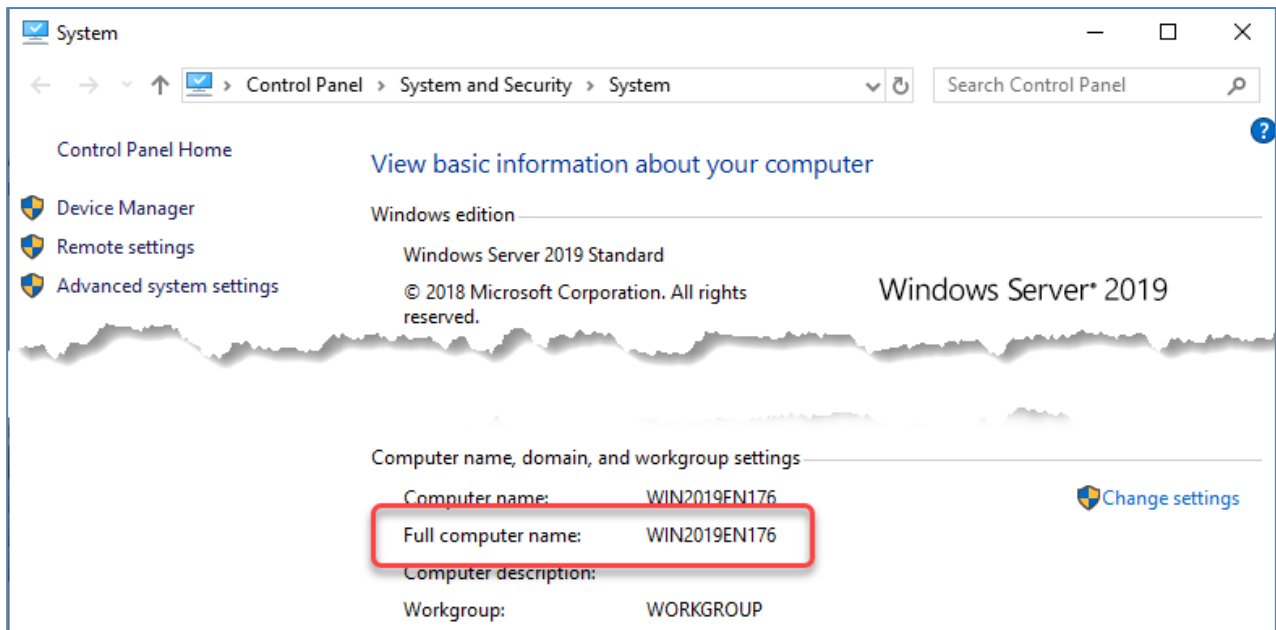 System
Control Panel > System and Security > System
Search Control Panel
?
Control Panel Home
View basic information about your computer
Device Manager
Windows edition
Remote settings
Windows Server 2019 Standard
Advanced system settings
© 2018 Microsoft Corporation. All rights
reserved.
Windows Server® 2019
Computer name, domain, and workgroup settings
Computer name: WIN2019EN176
Change settings
Full computer name: WIN2019EN176
Computer description:
Workgroup: WORKGROUP